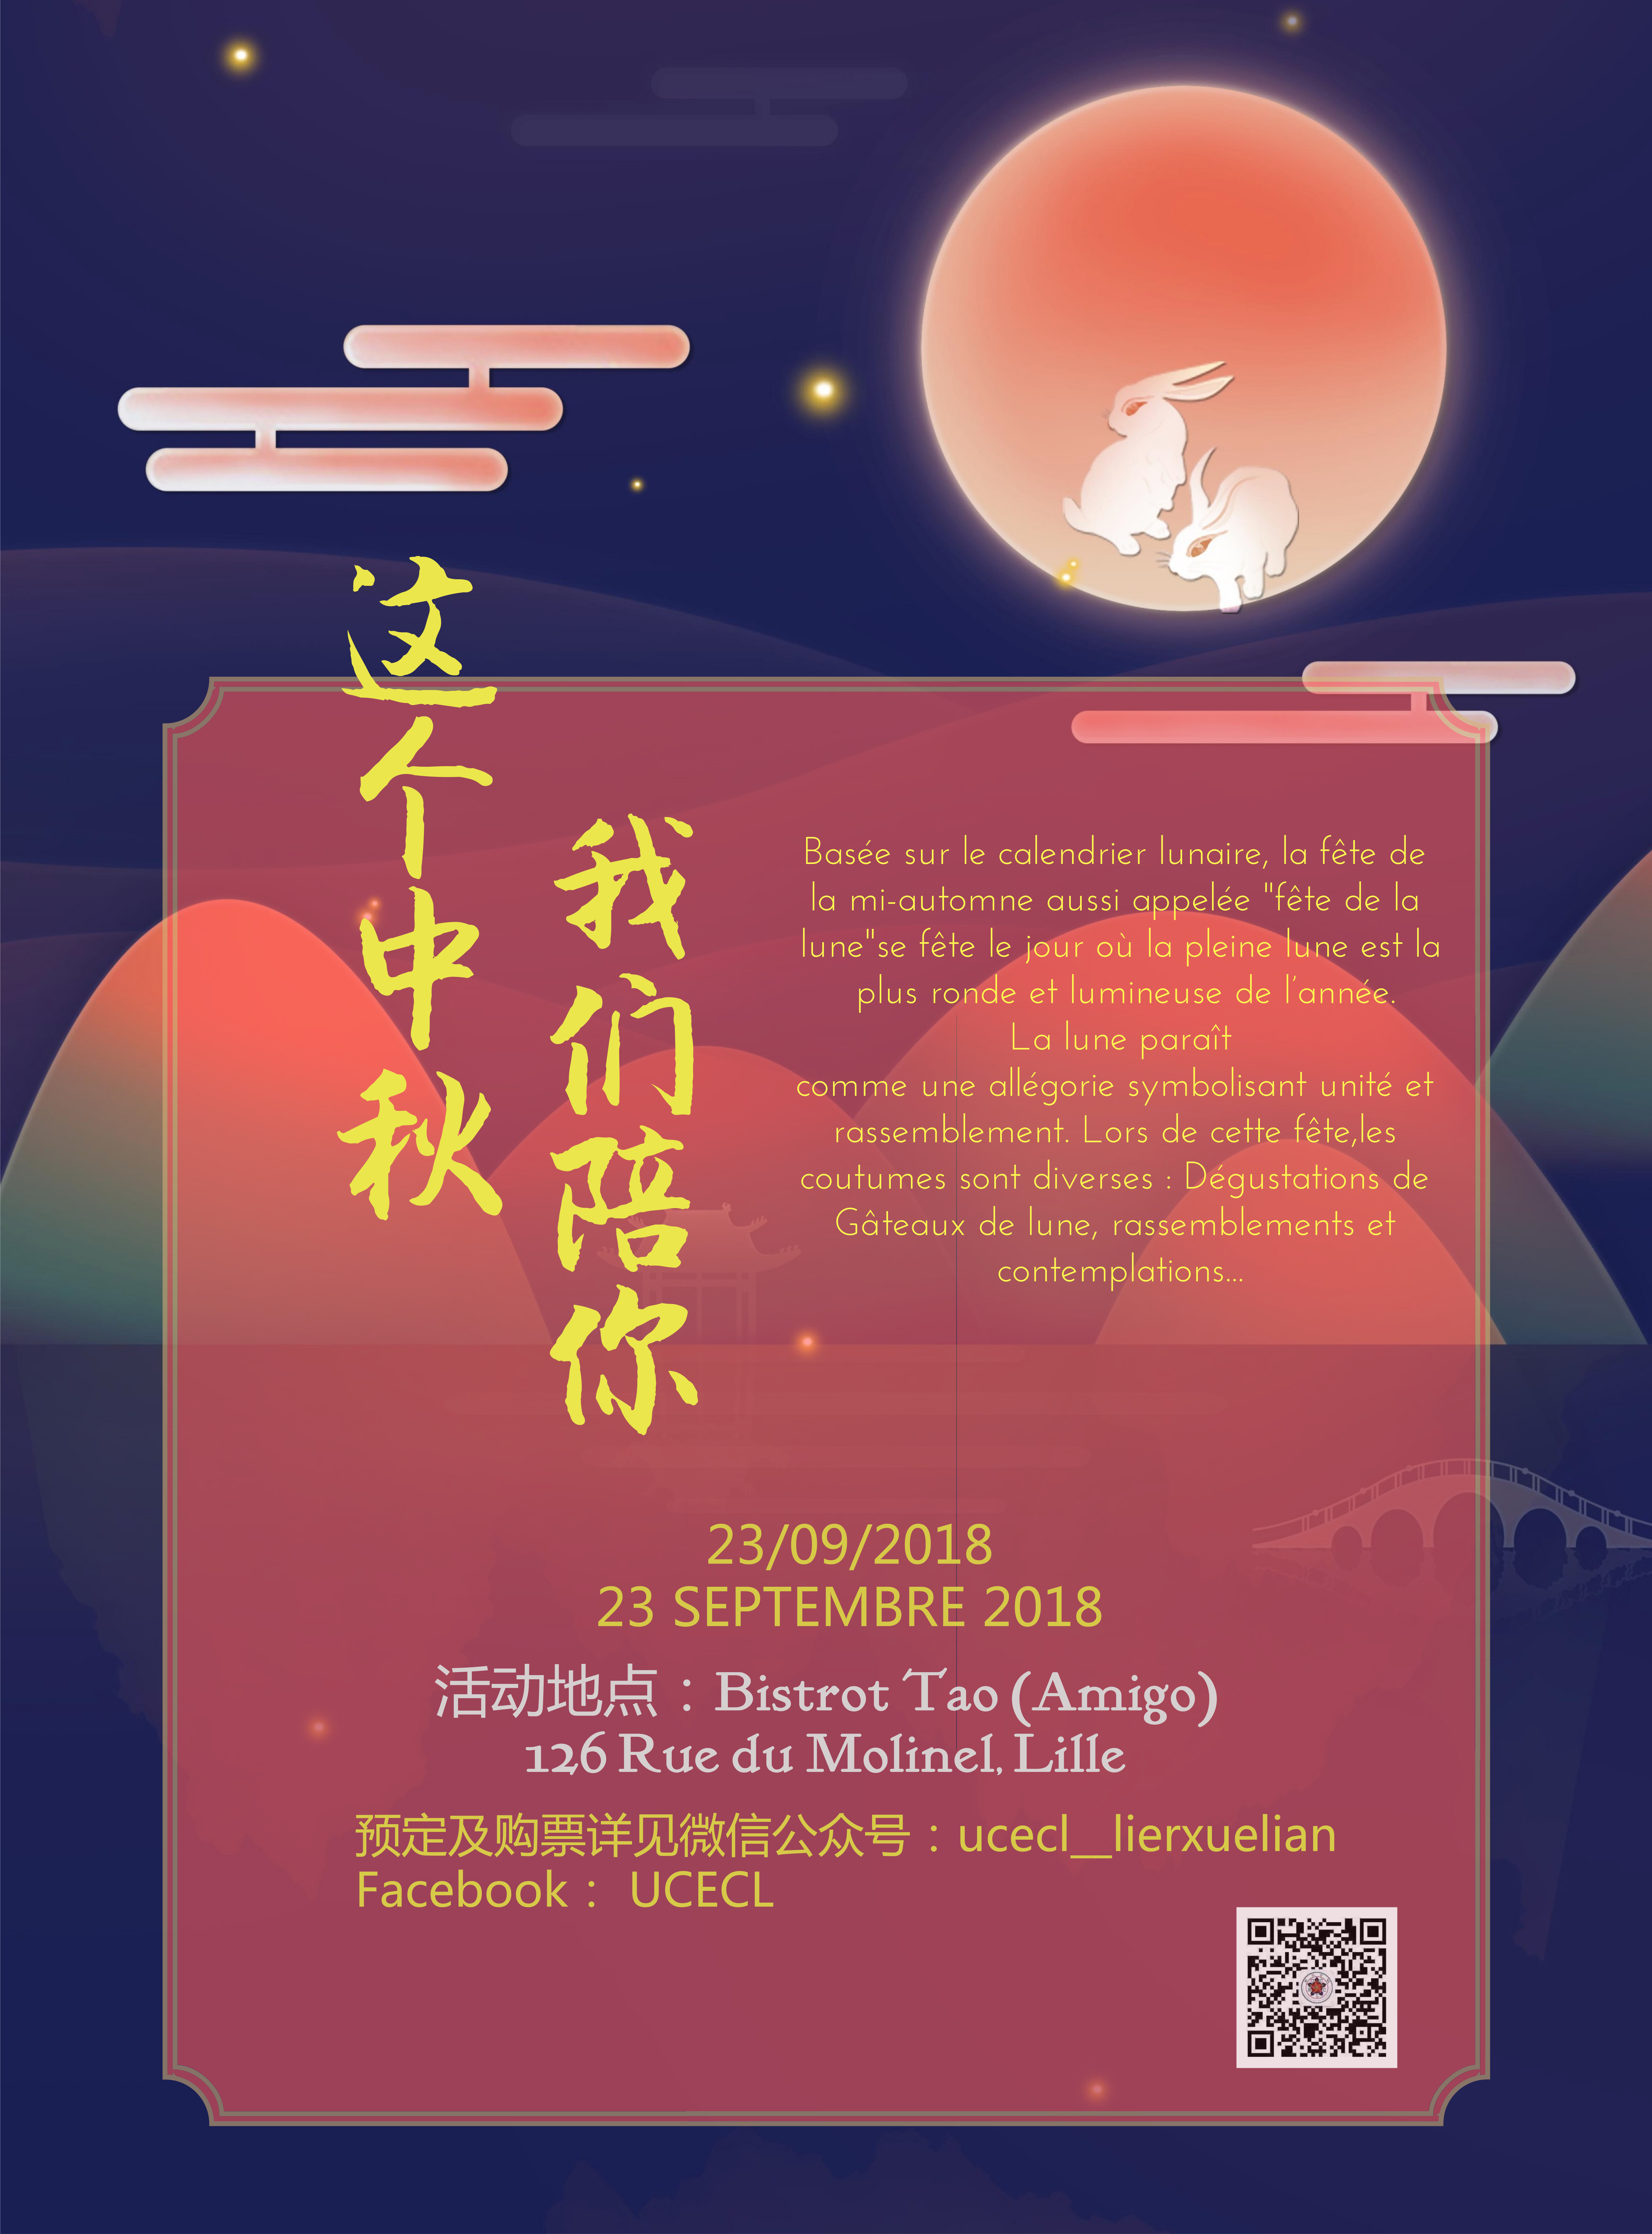 这个中秋
我们陪你
Basée sur le calendrier lunaire, la fête de
la mi-automne aussi appelée "fête de la
lune"se fête le jour où la pleine lune est la
plus ronde et lumineuse de l'année.
La lune paraît
comme une allégorie symbolisant unité et
rassemblement. Lors de cette fête,les
coutumes sont diverses : Dégustations de
Gâteaux de lune, rassemblements et
contemplations...
23/09/2018
23 SEPTEMBRE 2018
活动地点：Bistrot Tao (Amigo)
126 Rue du Molinel, Lille
预定及购票详见微信公众号：ucecl__lierxuelian
Facebook： UCECL